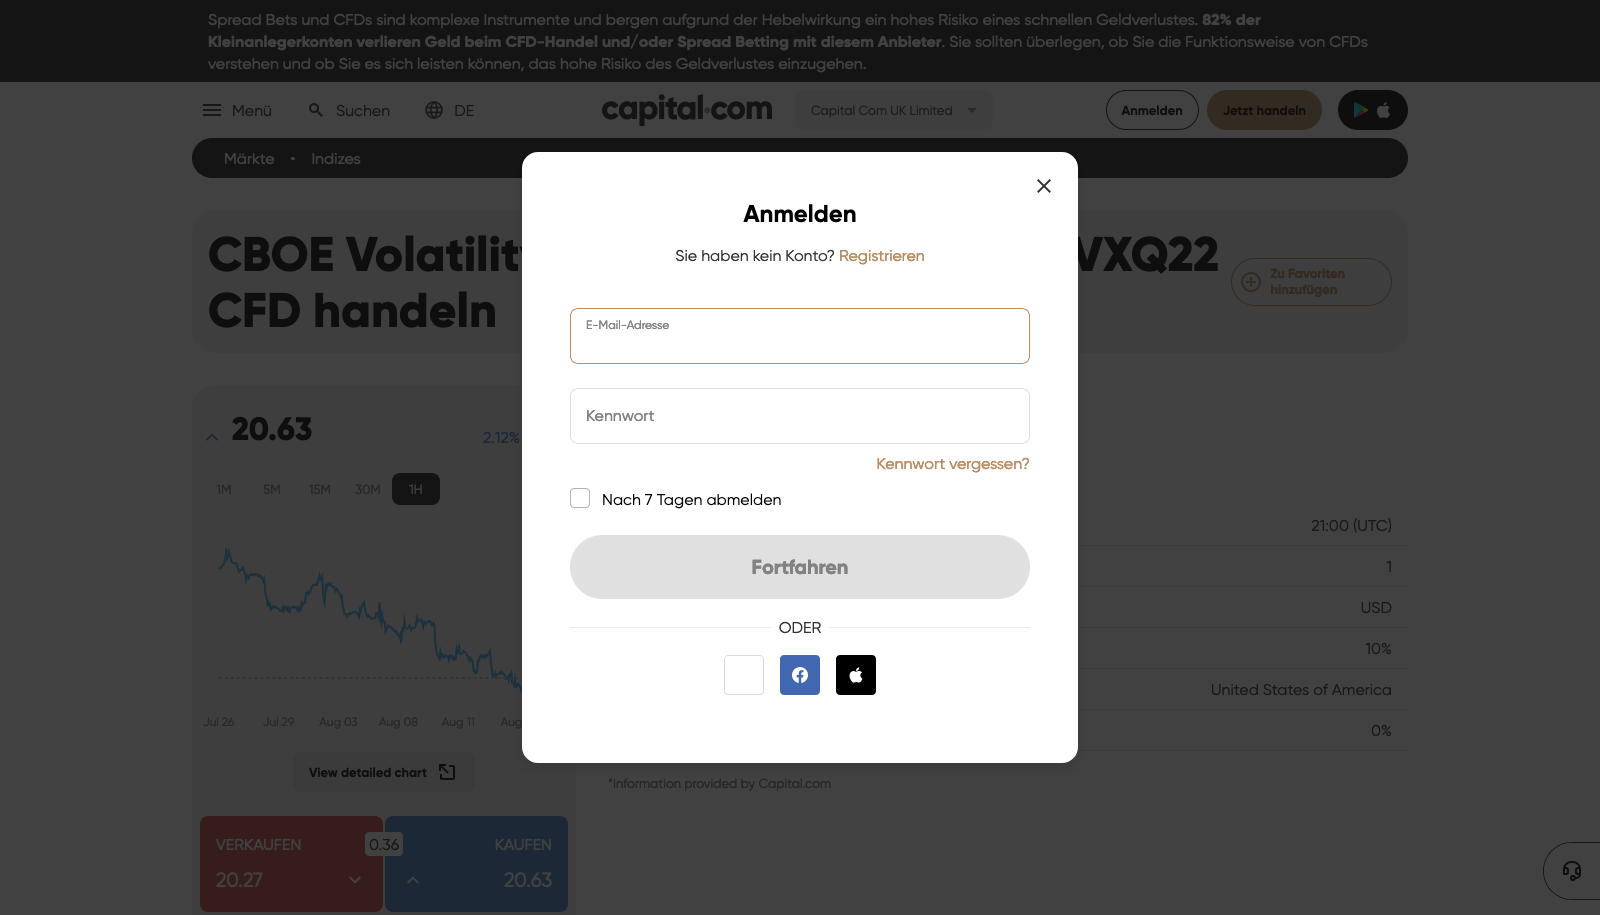 Spread Bets und CFDs sind komplexe Instrumente und bergen aufgrund der Hebelwirkung ein hohes Risiko eines schnellen Geldverlustes. 82% der
Kleinanlegerkonten verlieren Geld beim CFD-Handel und/oder Spread Betting mit diesem Anbieter. Sie sollten überlegen, ob Sie die Funktionsweise von CFDs
verstehen und ob Sie es sich leisten können, das hohe Risiko des Geldverlustes einzugehen.
Menü Suchen DE capital.com Capital Com UK Limited Anmelden Jetzt handeln
Märkte • Indizes
CBOE Volatility VXQ22
CFD handeln
Zu Favoriten
hinzufügen
Anmelden
Sie haben kein Konto? Registrieren
E-Mail-Adresse
Kennwort
Kennwort vergessen?
Nach 7 Tagen abmelden
Fortfahren
ODER
20.63 2.12%
1M 5M 15M 30M 1H
Jul 26 Jul 29 Aug 03 Aug 08 Aug 11 Aug
View detailed chart
VERKAUFEN 0.36 KAUFEN
20.27 20.63
21:00 (UTC)
1
USD
10%
United States of America
0%
*Information provided by Capital.com